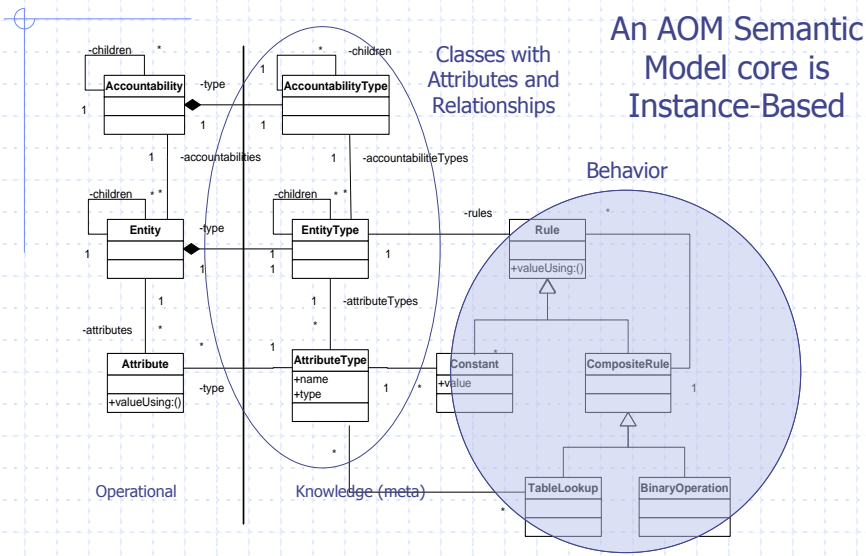 An AOM Semantic
Model core is
Instance-Based
Classes with
Attributes and
Relationships
-children
*
Accountability
1
-type
1
1
*
-children
1
AccountabilityType
1
-accountabilities
1
-accountabilitieTypes
Behavior
-children
* *
Entity
1
-type
1
-children
* *
EntityType
1
1
1
-rules
*
Rule
+valueUsing:()
1
-attributes
*
1
-attributeTypes
*
Attribute
+valueUsing:()
*
-type
1
AttributeType
+name
+type
1
*
*
Constant
+value
*
CompositeRule
1
*
TableLookup
BinaryOperation
Operational
Knowledge (meta)